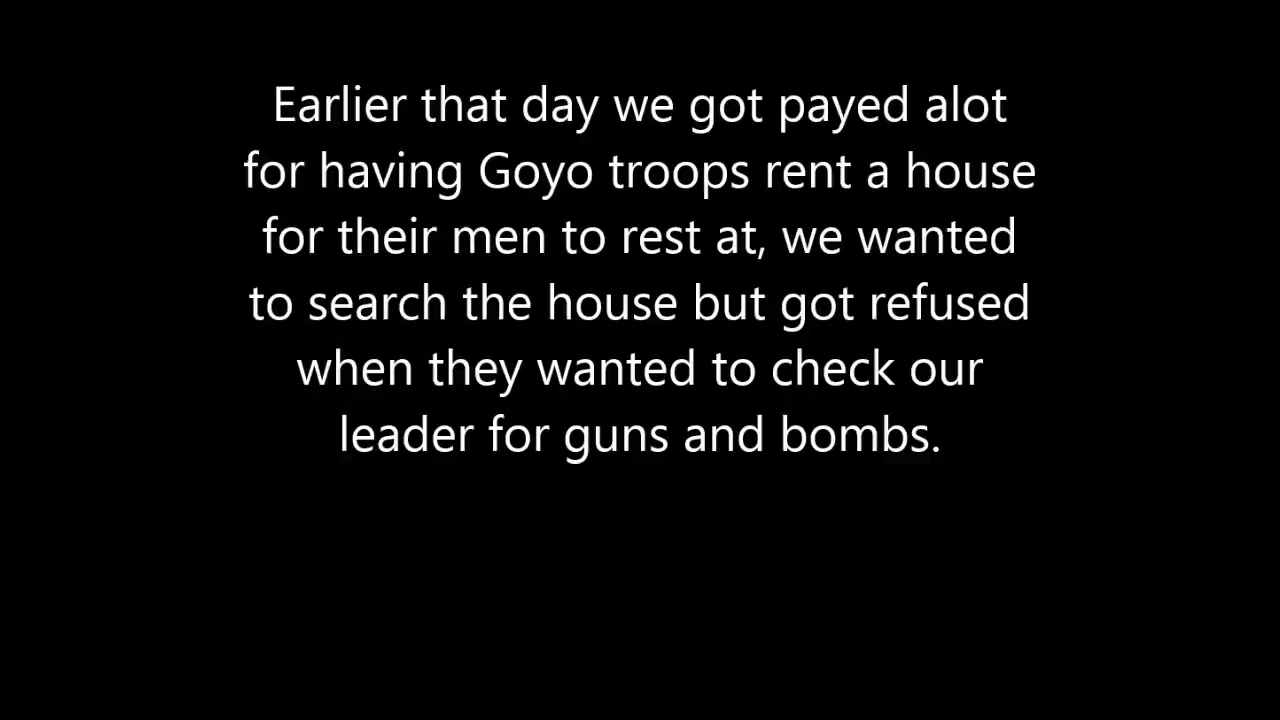 Earlier that day we got payed alot
for having Goyo troops rent a house
for their men to rest at, we wanted
to search the house but got refused
when they wanted to check our
leader for guns and bombs.